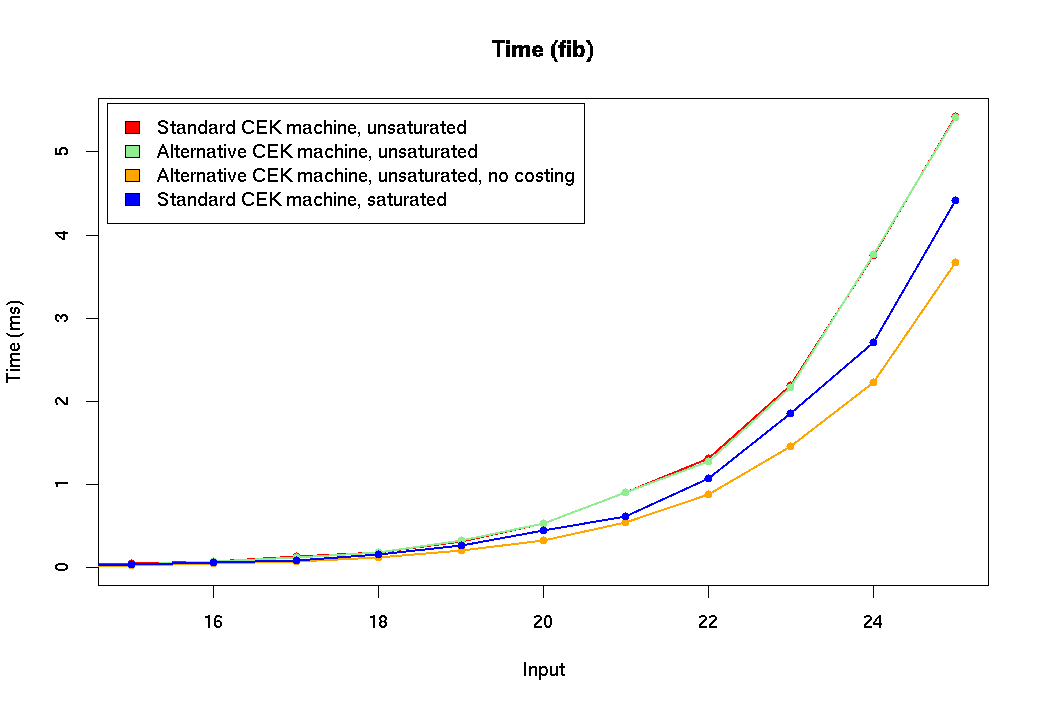 Time (fib)
Standard CEK machine, unsaturated
Alternative CEK machine, unsaturated
Alternative CEK machine, unsaturated, no costing
Standard CEK machine, saturated
Time (ms)
5
4
3
2
1
0
16 18 20 22 24
Input